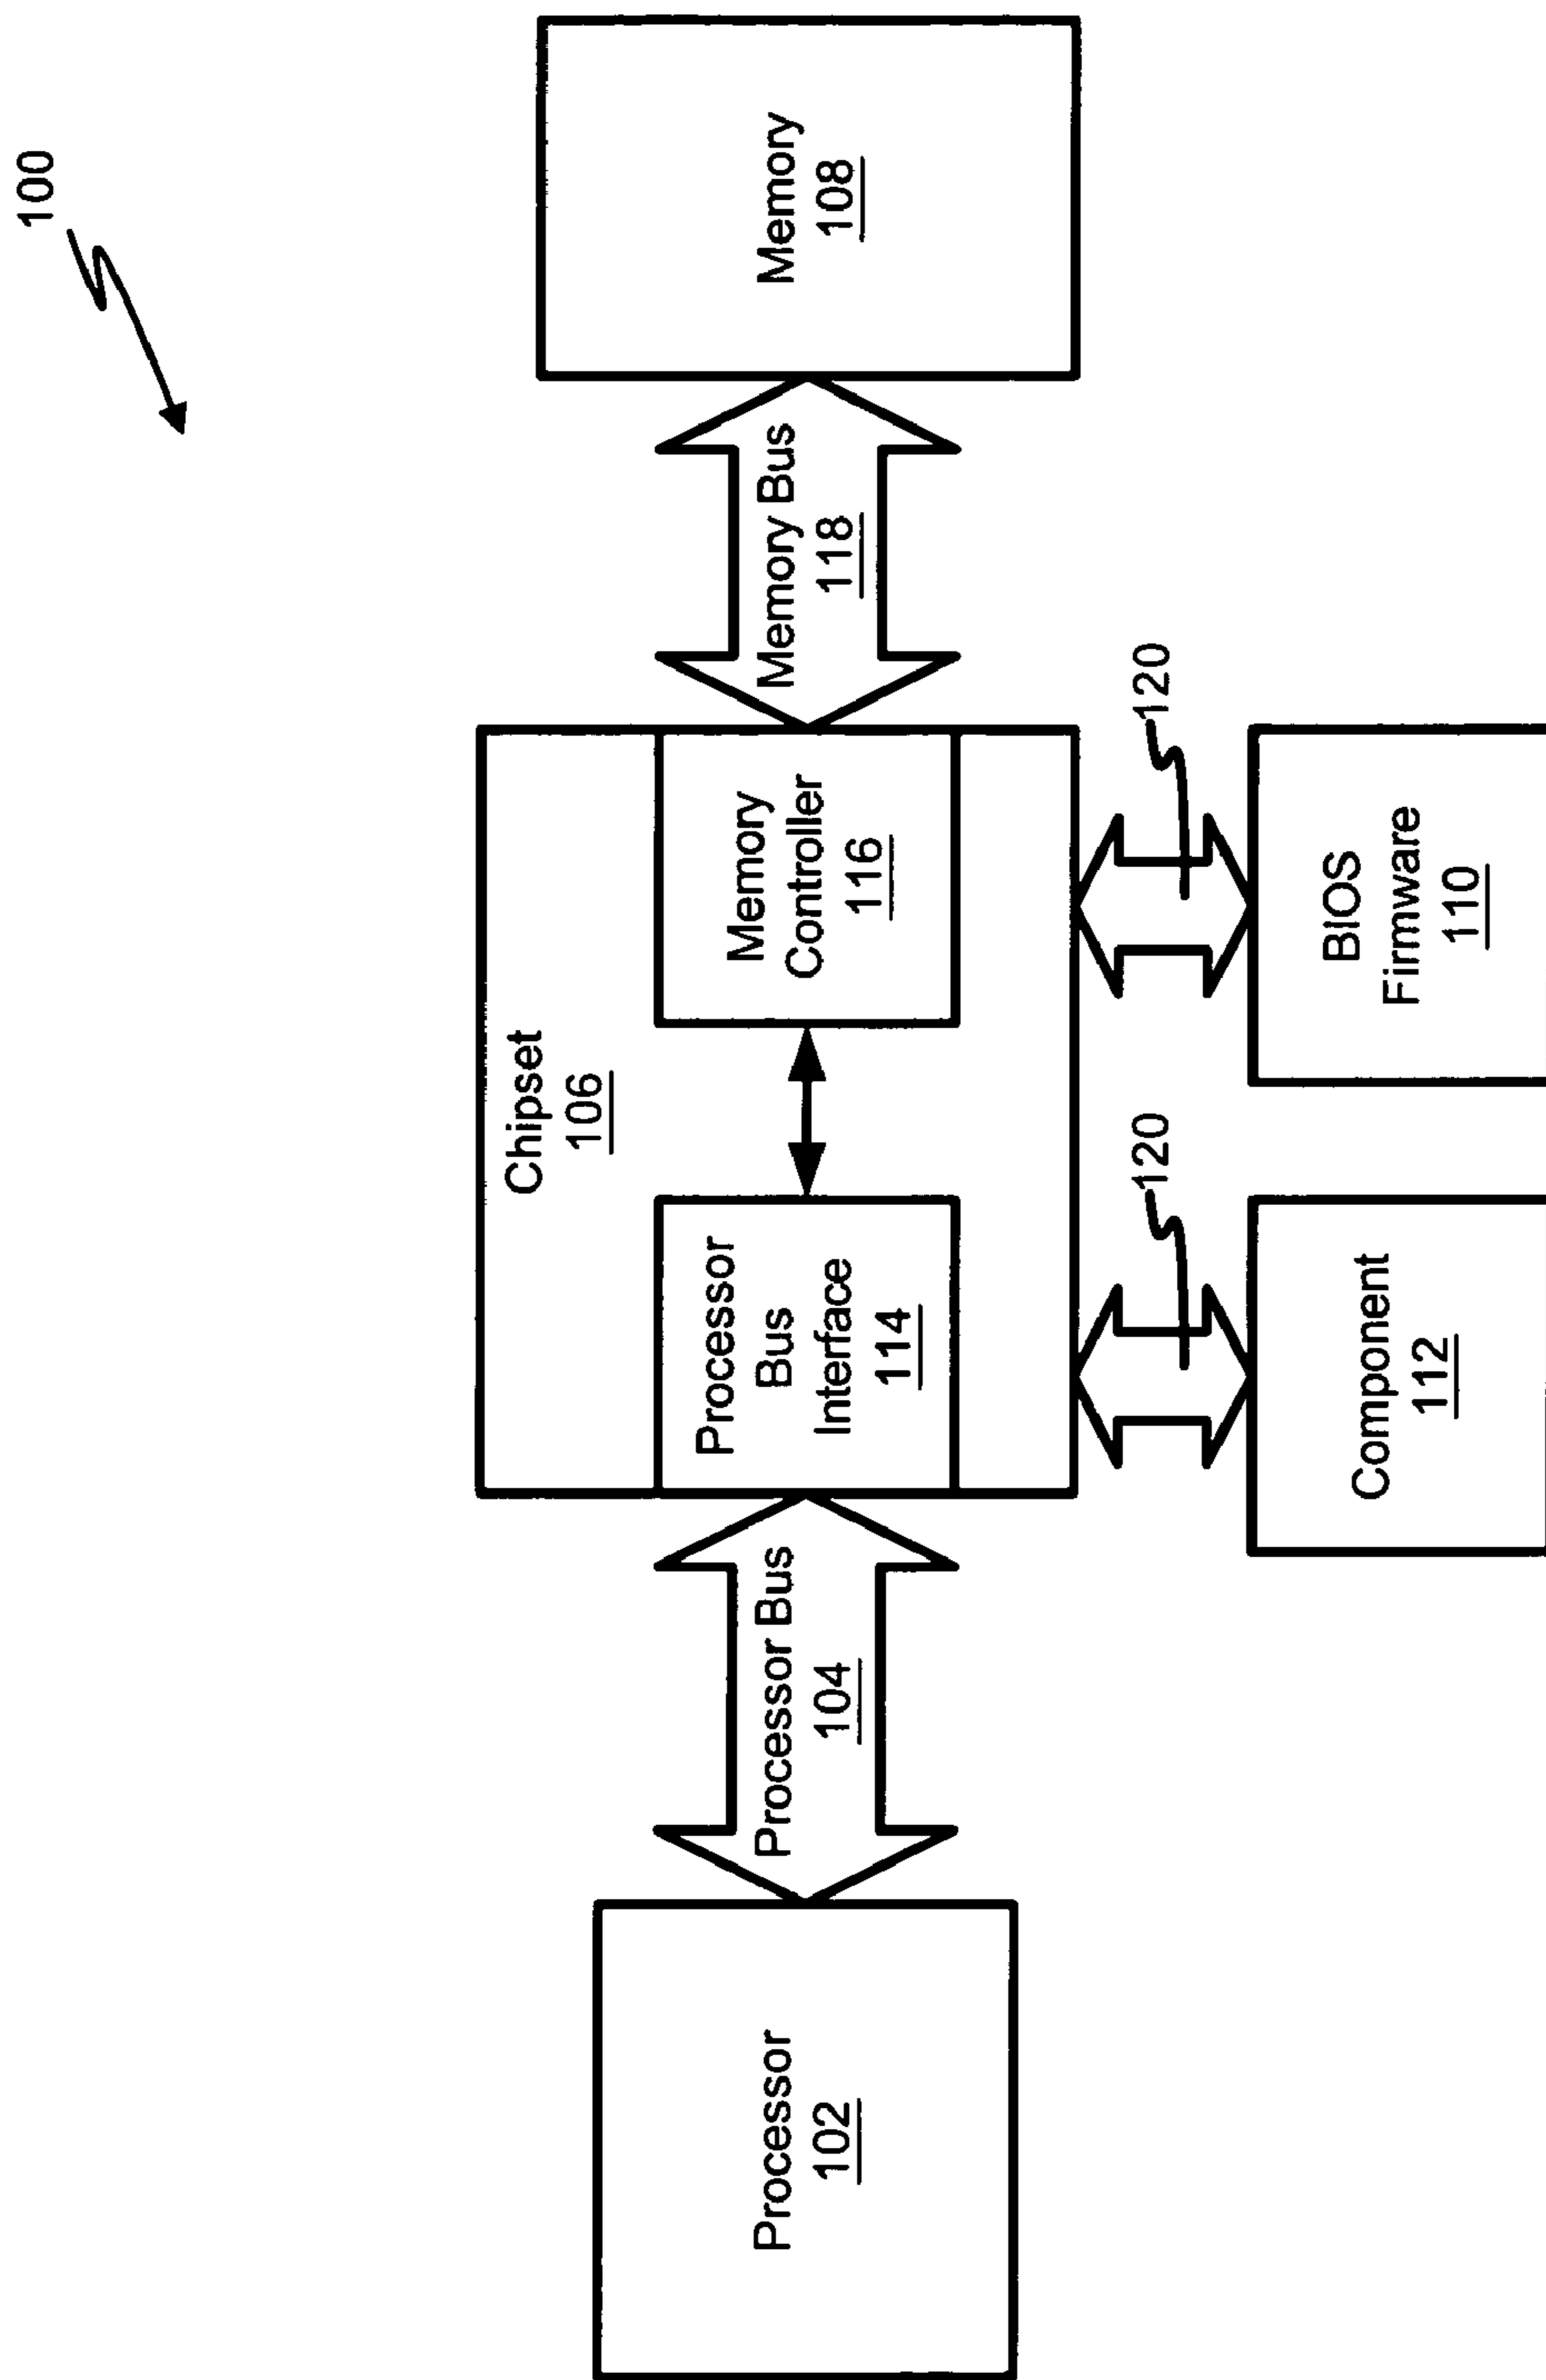 100
Chipset
106
Processor
102
Processor Bus
104
Processor
Bus
Interface
114
Memory
Controller
116
Memory Bus
118
Memory
108
120
120
Component
112
BIOS
Firmware
110